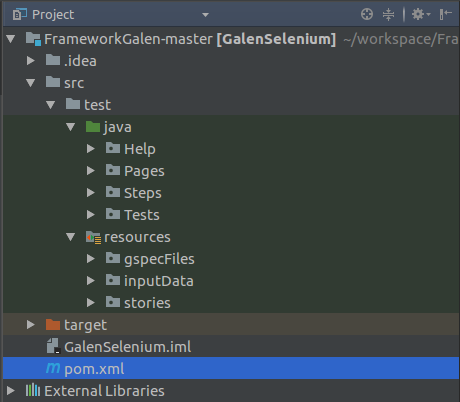 Project
FrameworkGalen-master [GalenSelenium] ~/workspace/Fra
.idea
src
test
java
Help
Pages
Steps
Tests
resources
gspecFiles
inputData
stories
target
GalenSelenium.iml
m pom.xml
External Libraries